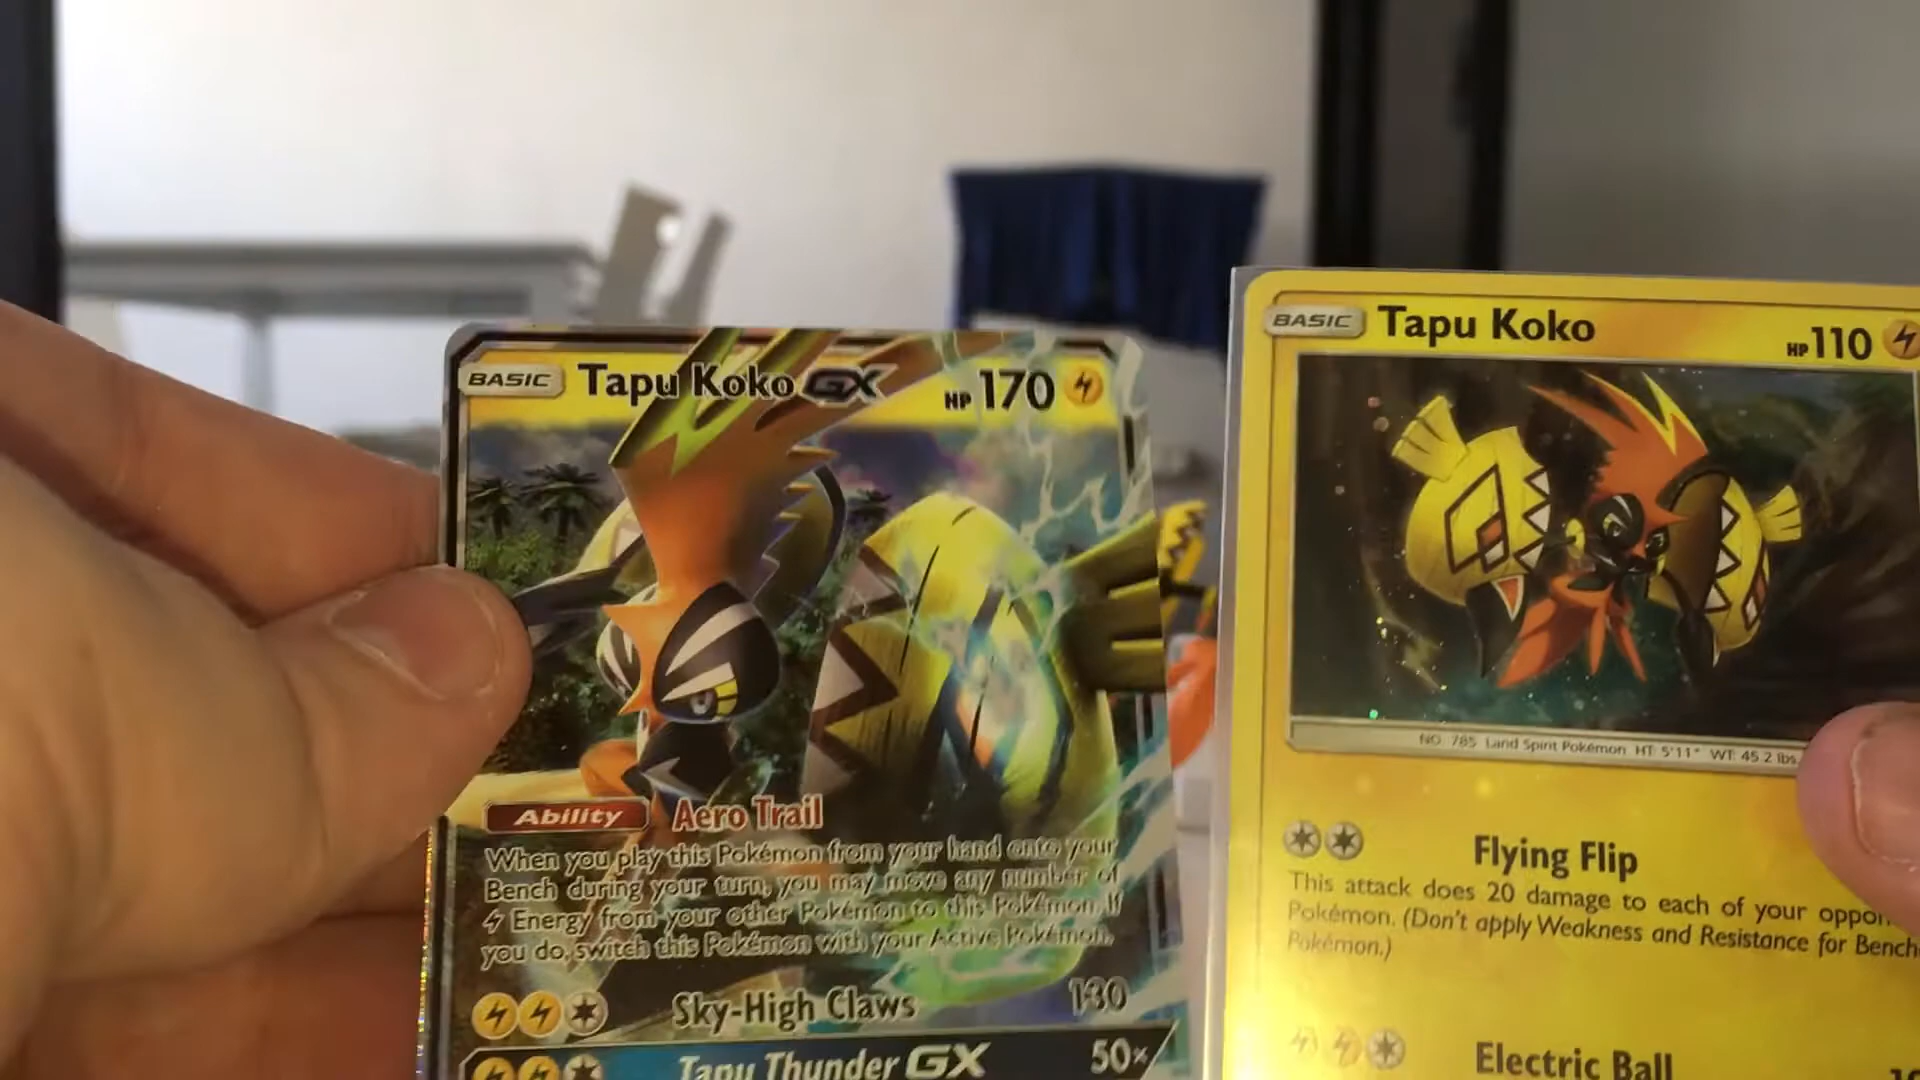 BASIC Tapu Koko GX HP 170
Ability Aero Trail
When you play this Pokémon from your hand onto your
Bench during your turn, you may move any number of
Energy from your other Pokémon to this Pokémon. If
you do, switch this Pokémon with your Active Pokémon.
Sky-High Claws 130
Tapu Thunder GX 50×
BASIC Tapu Koko HP 110
NO. 785 Land Spirit Pokémon HT: 5'11" WT: 45.2 lbs.
Flying Flip
This attack does 20 damage to each of your
Pokémon. (Don't apply Weakness and Resistance for
Pokémon.)
Electric Ball